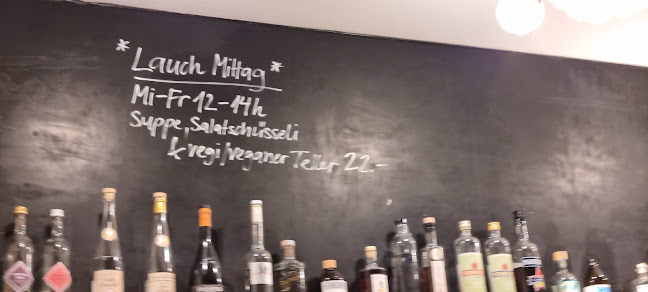 *Lauch Mittag*
Mi-Fr 12-14h
Suppe, Salatschüsseli
& vegi/veganer Teller 22.-